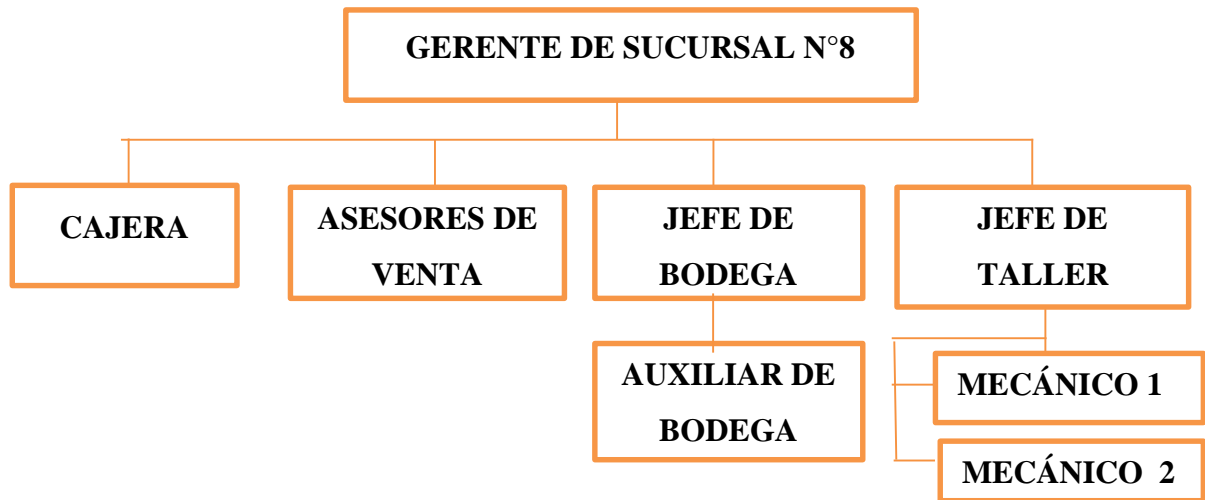 GERENTE DE SUCURSAL N°8
CAJERA
ASESORES DE
VENTA
JEFE DE
BODEGA
JEFE DE
TALLER
AUXILIAR DE
BODEGA
MECÁNICO 1
MECÁNICO 2